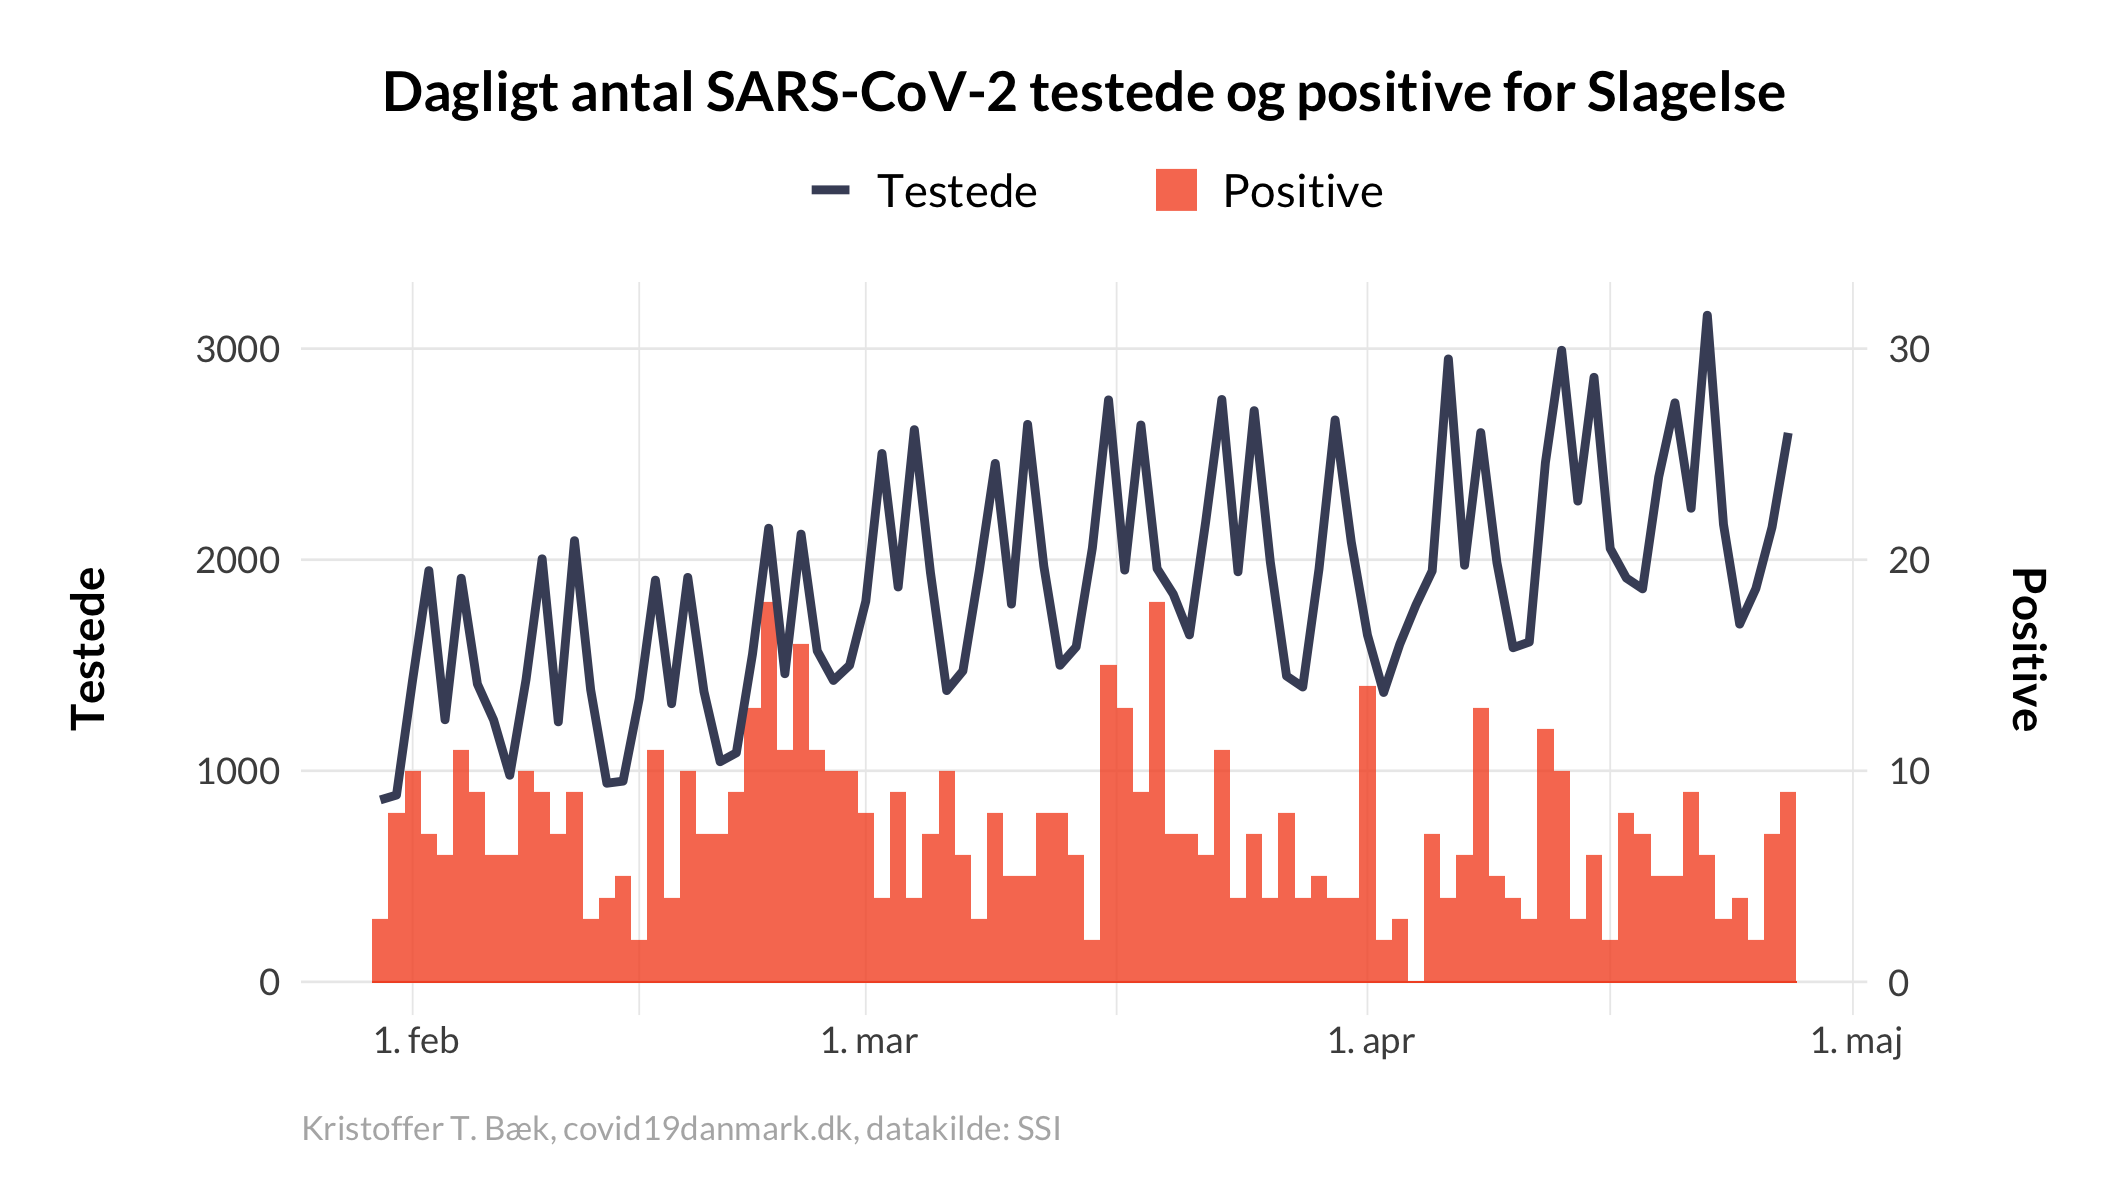 Dagligt antal SARS-CoV-2 testede og positive for Slagelse
Testede
Positive
3000
2000
1000
0
Testede
30
20
10
0
Positive
1. feb
1. mar
1. apr
1. maj
Kristoffer T. Bæk, covid19danmark.dk, datakilde: SSI